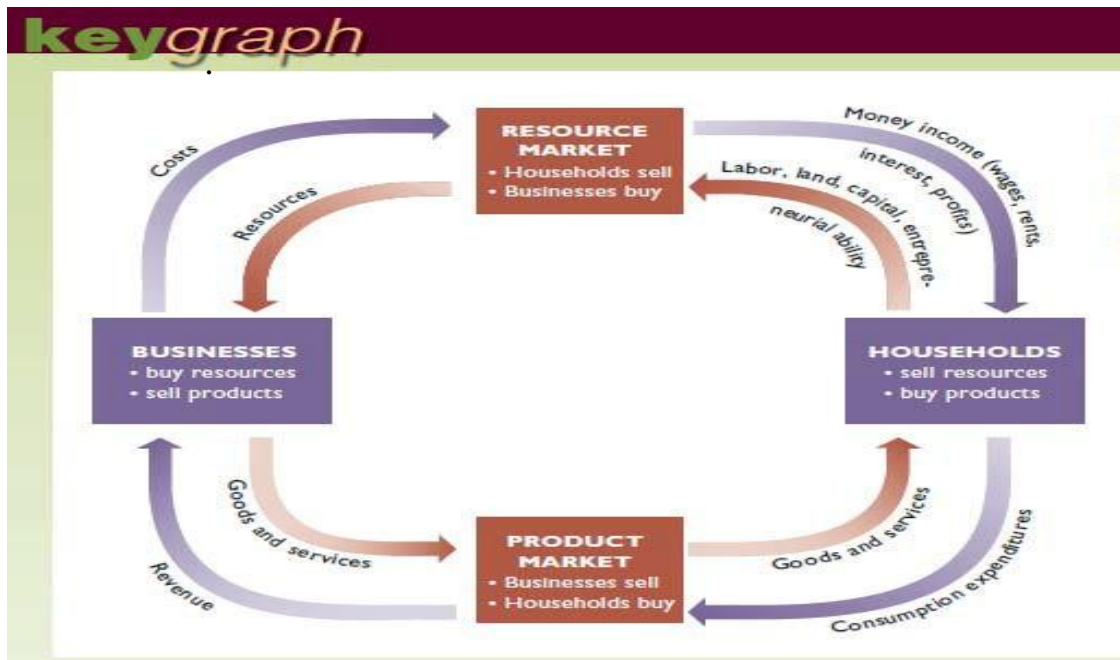 keygraph
RESOURCE
MARKET
• Households sell
• Businesses buy
Costs
Resources
Money income (wages, rents,
interest, profits)
Labor, land, capital, entrepre-
neurial ability
BUSINESSES
• buy resources
• sell products
HOUSEHOLDS
• sell resources
• buy products
Goods and services
Revenue
PRODUCT
MARKET
• Businesses sell
• Households buy
Goods and services
Consumption expenditures